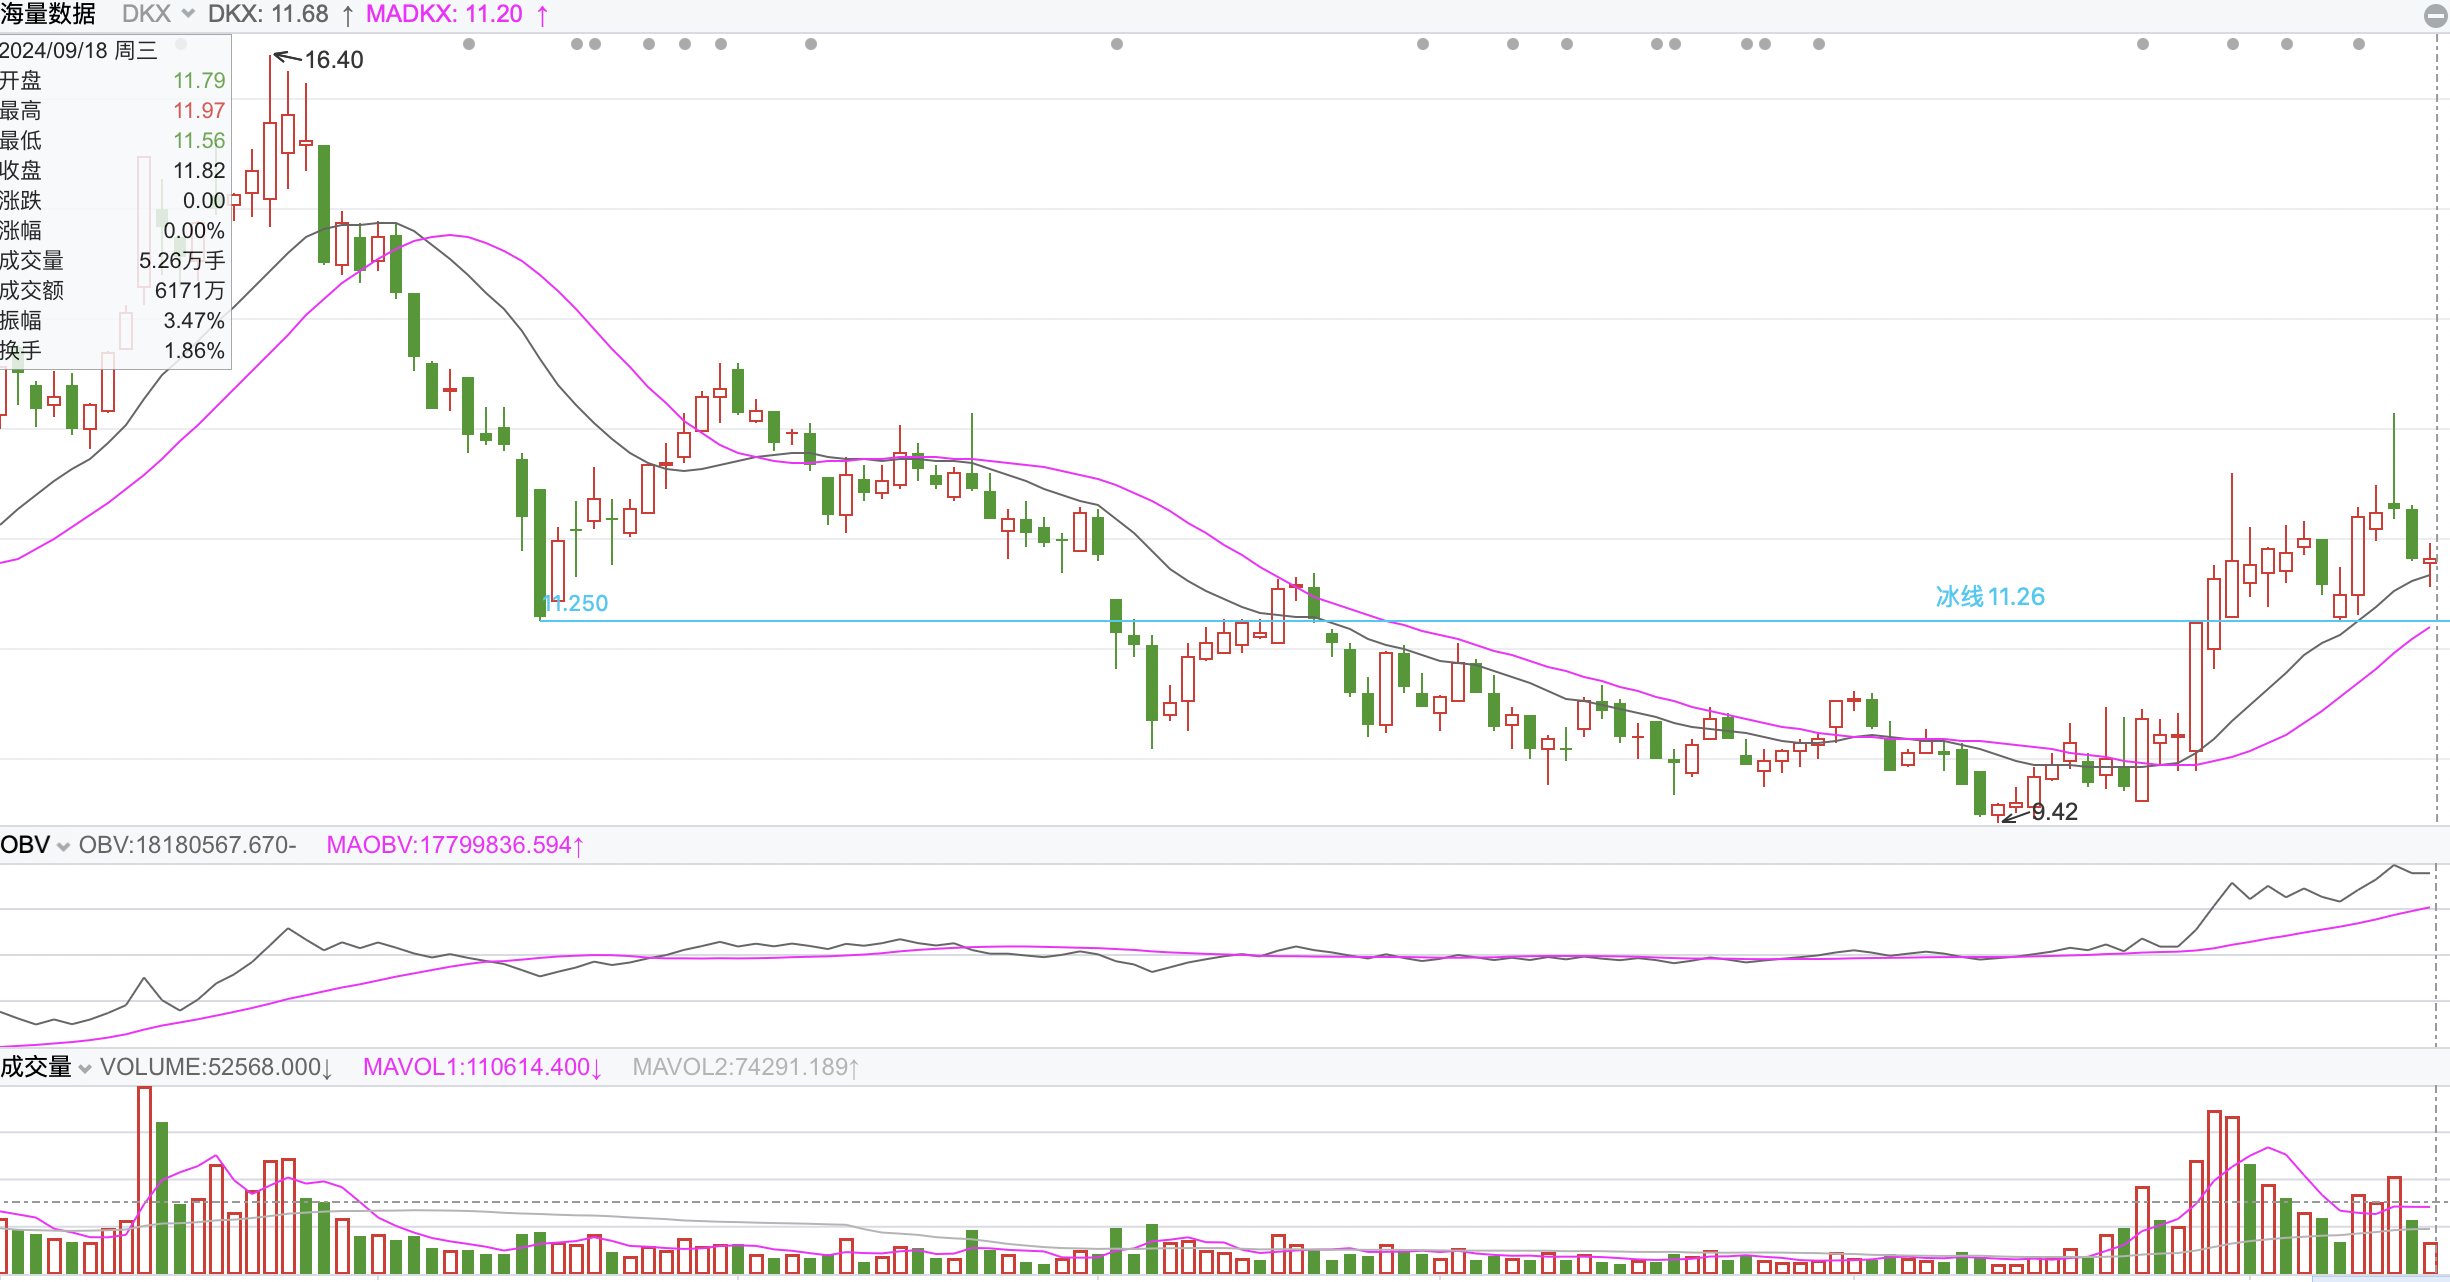 海量数据 DKX DKX: 11.68 ↑ MADKX: 11.20 ↑
2024/09/18 周三
开盘 11.79
最高 11.97
最低 11.56
收盘 11.82
涨跌 0.00
涨幅 0.00%
成交量 5.26万手
成交额 6171万
振幅 3.47%
换手 1.86%
16.40
11.250
冰线 11.26
9.42
OBV OBV:18180567.670- MAOBV:17799836.594↑
成交量 VOLUME:52568.000↓ MAVOL1:110614.400↓ MAVOL2:74291.189↑